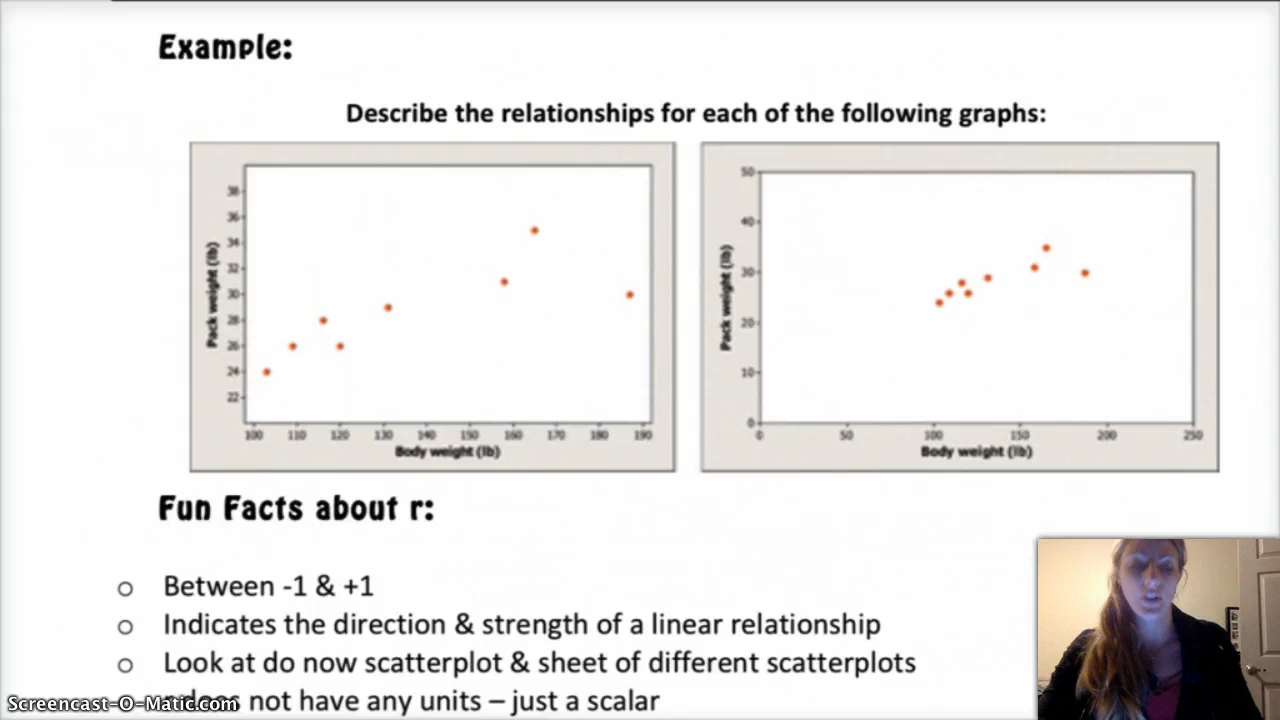 Example:
Describe the relationships for each of the following graphs:
38
36
34
32
30
28
26
24
22
Pack weight (lb)
100 110 120 130 140 150 160 170 180 190
Body weight (lb)
50
40
30
20
10
0
Pack weight (lb)
0 50 100 150 200 250
Body weight (lb)
Fun Facts about r:
Between -1 & +1
Indicates the direction & strength of a linear relationship
Look at do now scatterplot & sheet of different scatterplots
not have any units – just a scalar
Screencast-O-Matic.com